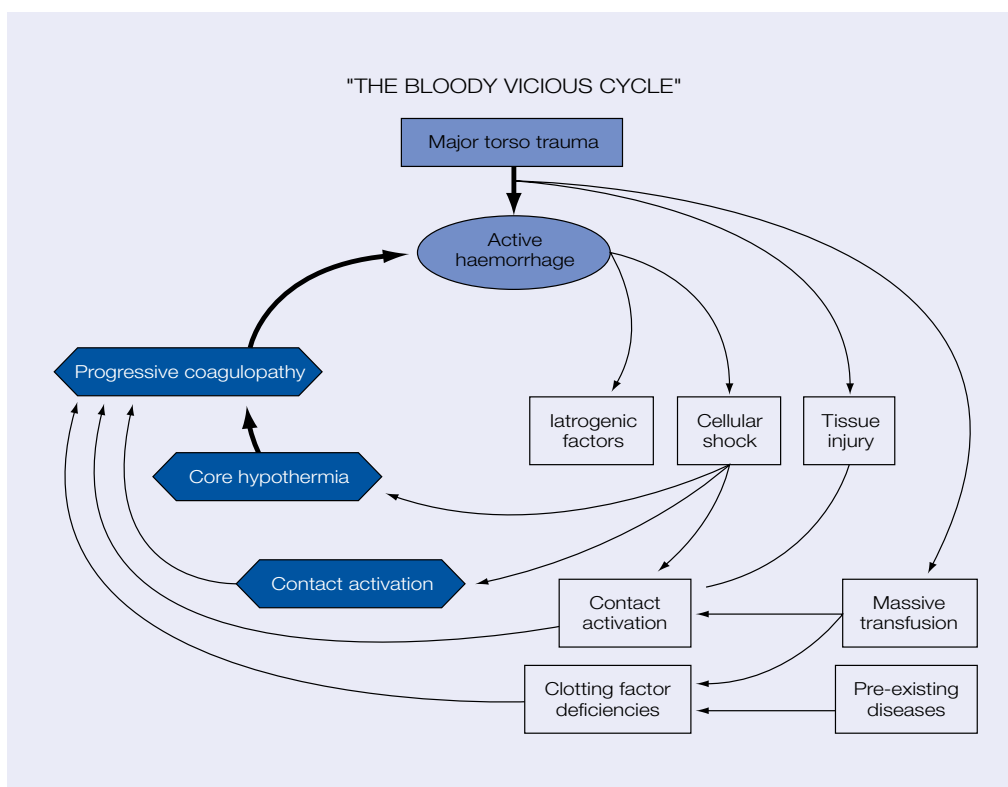 "THE BLOODY VICIOUS CYCLE"
Major torso trauma
Active
haemorrhage
Progressive coagulopathy
Iatrogenic
factors
Cellular
shock
Tissue
injury
Core hypothermia
Contact activation
Contact
activation
Massive
transfusion
Clotting factor
deficiencies
Pre-existing
diseases